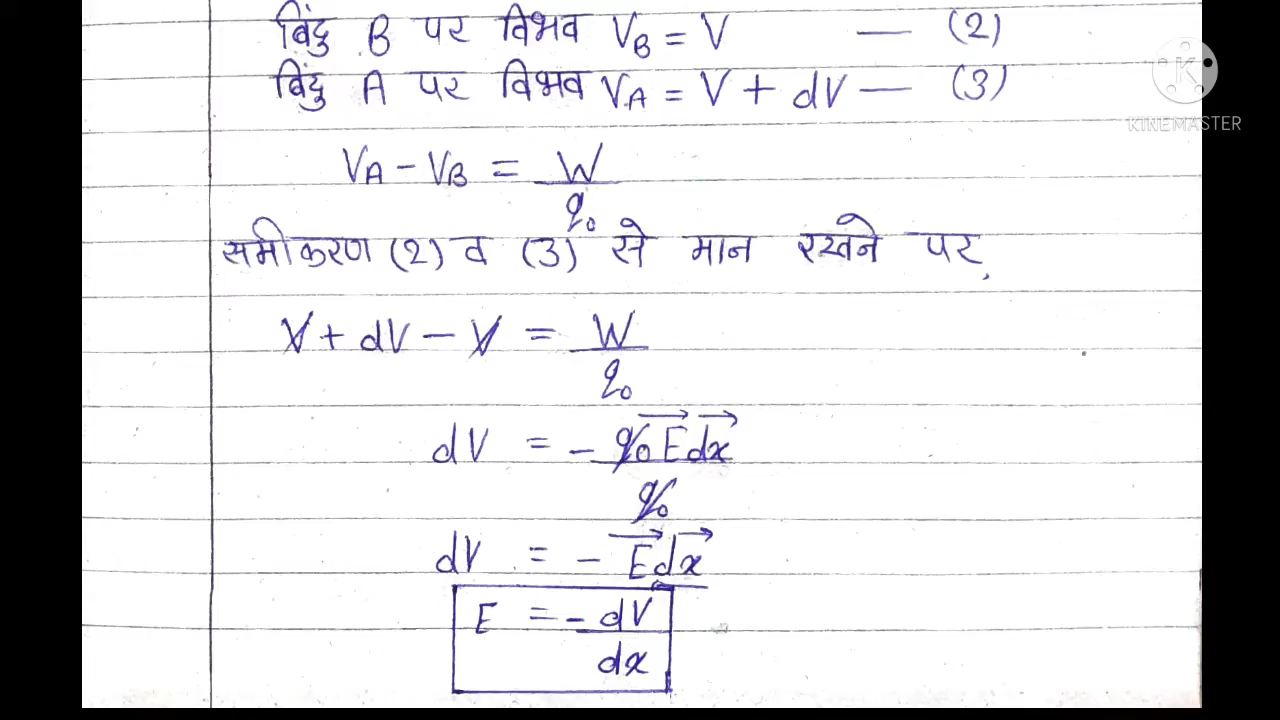 बिंदु B पर विभव V_B = V — (2)
बिंदु A पर विभव V_A = V + dV — (3)
KINEMASTER
V_A - V_B = W/q₀
समीकरण (2) व (3) से मान रखने पर,
V + dV - V = W/q₀
dV = - q₀ E⃗ dx⃗ / q₀
dV = - E⃗ dx⃗
E = - dV/dx